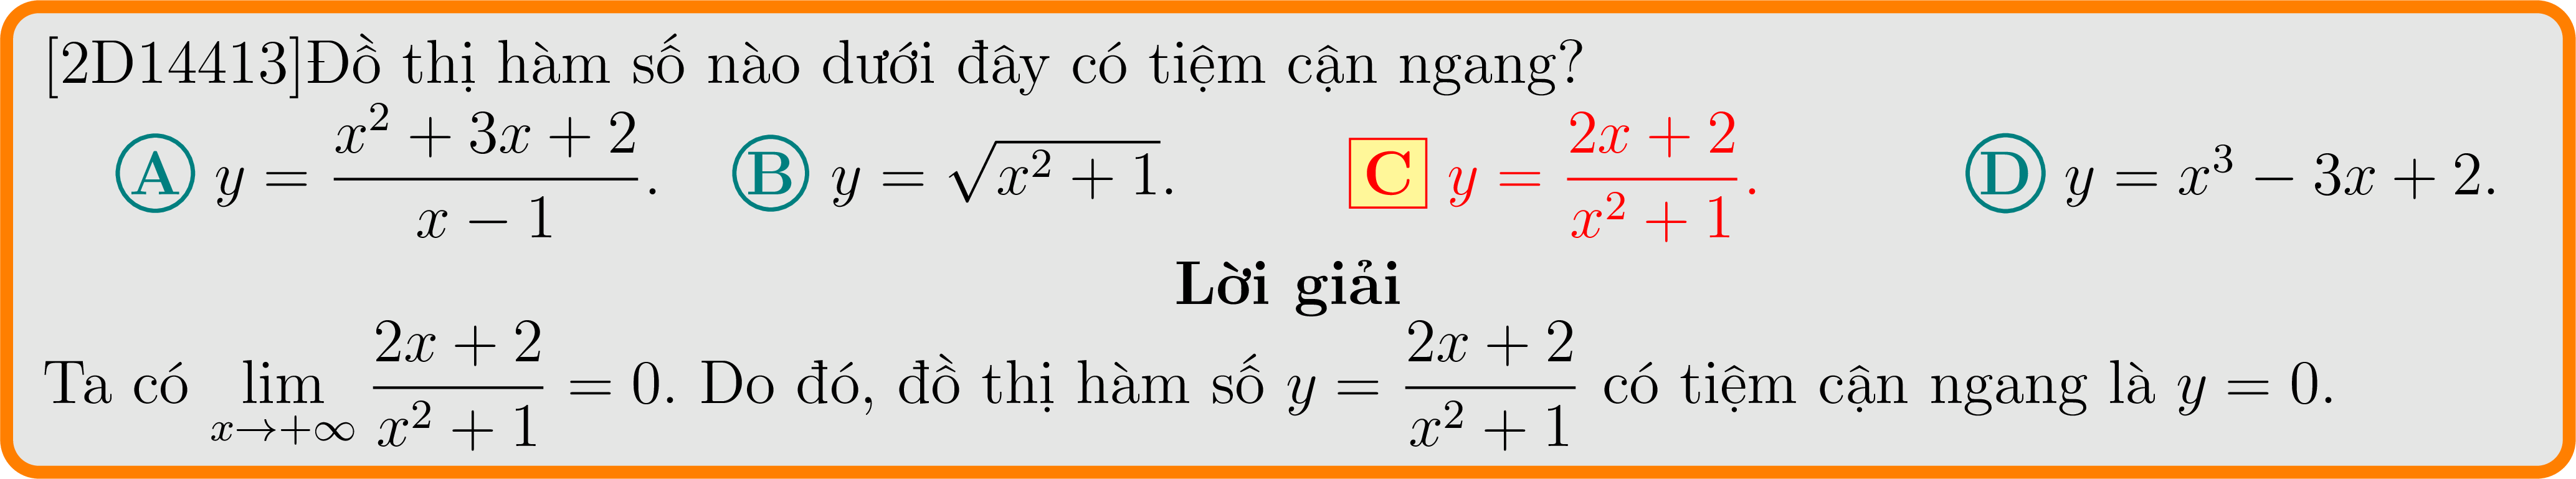 [2D14413]Đồ thị hàm số nào dưới đây có tiệm cận ngang?
A y = \frac{x^2 + 3x + 2}{x - 1}. B y = \sqrt{x^2 + 1}. C y = \frac{2x + 2}{x^2 + 1}. D y = x^3 - 3x + 2.
Lời giải
Ta có \lim_{x \to +\infty} \frac{2x + 2}{x^2 + 1} = 0. Do đó, đồ thị hàm số y = \frac{2x + 2}{x^2 + 1} có tiệm cận ngang là y = 0.